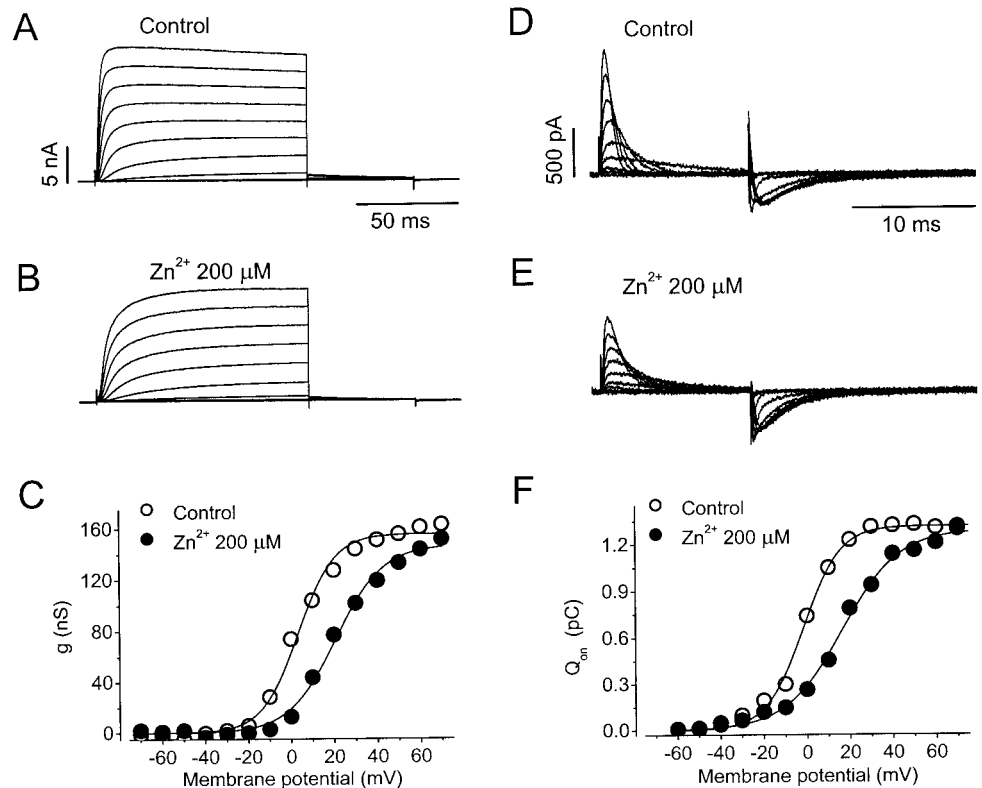 A
Control
5 nA
50 ms
B
Zn²⁺ 200 μM
C
Control
Zn²⁺ 200 μM
g (nS)
160
120
80
40
0
-60 -40 -20 0 20 40 60
Membrane potential (mV)
D
Control
500 pA
10 ms
E
Zn²⁺ 200 μM
F
Control
Zn²⁺ 200 μM
Qon (pC)
1.2
0.9
0.6
0.3
0.0
-60 -40 -20 0 20 40 60
Membrane potential (mV)